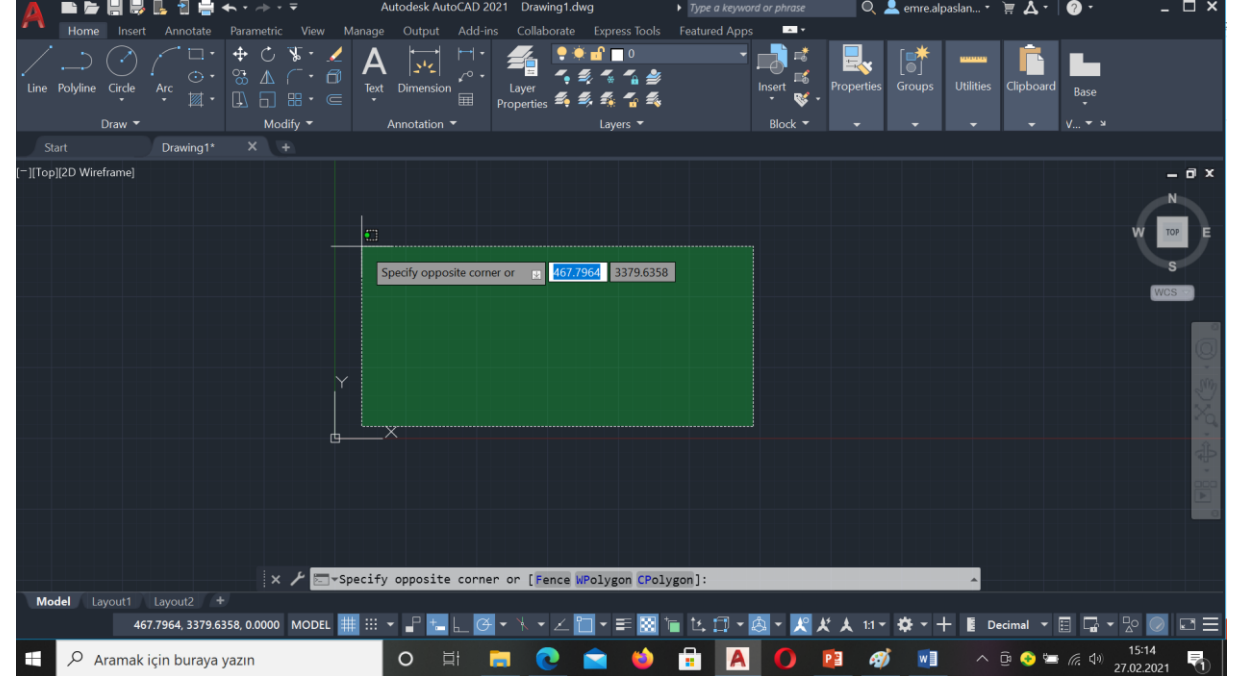 Autodesk AutoCAD 2021 Drawing1.dwg Type a keyword or phrase emre.alpaslan...
Home Insert Annotate Parametric View Manage Output Add-ins Collaborate Express Tools Featured Apps
0
Line Polyline Circle Arc Text Dimension Layer Properties Insert Properties Groups Utilities Clipboard Base
Draw Modify Annotation Layers Block V...
Start Drawing1* X +
[−][Top][2D Wireframe]
N
W TOP E
S
WCS
Specify opposite corner or 467.7964 3379.6358
Y
X
Specify opposite corner or [Fence WPolygon CPolygon]:
Model Layout1 Layout2 +
467.7964, 3379.6358, 0.0000 MODEL 1:1 Decimal
Aramak için buraya yazın 15:14
27.02.2021